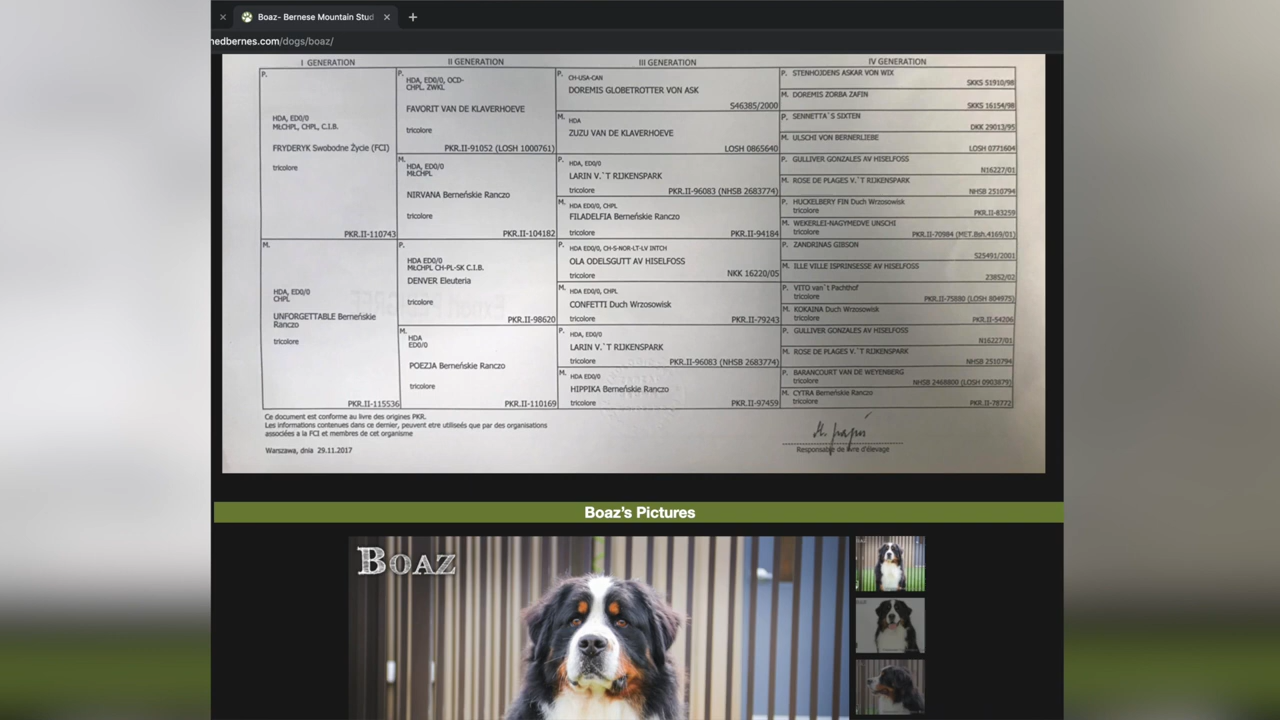 Boaz- Bernese Mountain Stud
nedbernes.com/dogs/boaz/
I GENERATION
II GENERATION
III GENERATION
IV GENERATION
P.
HDA, ED0/0
MŁCHPL, CHPL, C.I.B.
FRYDERYK Swobodne Życie (FCI)
tricolore
PKR.II-110743
M.
HDA, ED0/0
CHPL
UNFORGETTABLE Berneńskie
Ranczo
tricolore
PKR.II-115536
P.
HDA, ED0/0, OCD-
CHPL. ZWKL
FAVORIT VAN DE KLAVERHOEVE
tricolore
PKR.II-91052 (LOSH 1000761)
M.
HDA, ED0/0
MŁCHPL
NIRVANA Berneńskie Ranczo
tricolore
PKR.II-104182
P.
HDA ED0/0
MŁCHPL CH-PL-SK C.I.B.
DENVER Eleuteria
tricolore
PKR.II-98620
M.
HDA
ED0/0
POEZJA Berneńskie Ranczo
tricolore
PKR.II-110169
P.
CH-USA-CAN
DOREMIS GLOBETROTTER VON ASK
S46385/2000
M.
HDA
ZUZU VAN DE KLAVERHOEVE
LOSH 0865640
P.
HDA, ED0/0
LARIN V.`T RIJKENSPARK
tricolore
PKR.II-96083 (NHSB 2683774)
M.
HDA ED0/0, CHPL
FILADELFIA Berneńskie Ranczo
tricolore
PKR.II-94184
P.
HDA ED0/0, CH-S-NOR-LT-LV INTCH
OLA ODELSGUTT AV HISELFOSS
NKK 16220/05
M.
HDA ED0/0, CHPL
CONFETTI Duch Wrzosowisk
tricolore
PKR.II-79243
P.
HDA, ED0/0
LARIN V.`T RIJKENSPARK
tricolore
PKR.II-96083 (NHSB 2683774)
M.
HDA ED0/0
HIPPIKA Berneńskie Ranczo
tricolore
PKR.II-97459
P. STENHOJDENS ASKAR VON WIX
SKKS 51910/98
M. DOREMIS ZORBA ZAFIN
SKKS 16154/98
P. SENNETTA`S SIXTEN
DKK 29013/95
M. ULSCHI VON BERNERLIEBE
LOSH 0771604
P. GULLIVER GONZALES AV HISELFOSS
N16227/01
M. ROSE DE PLAGES V.`T RIJKENSPARK
NHSB 2510794
P. HUCKELBERY FIN Duch Wrzosowisk
tricolore
PKR.II-83259
M. WEKERLEI-NAGYMEDVE UNSCHI
tricolore
PKR.II-70984 (MET.Bsh.4169/01)
P. ZANDRINAS GIBSON
S25491/2001
M. ILLE VILLE ISPRINSESSE AV HISELFOSS
23852/02
P. VITO van`t Pachthof
tricolore
PKR.II-75880 (LOSH 804975)
M. KOKAINA Duch Wrzosowisk
tricolore
PKR.II-54206
P. GULLIVER GONZALES AV HISELFOSS
N16227/01
M. ROSE DE PLAGES V.`T RIJKENSPARK
NHSB 2510794
P. BARANCOURT VAN DE WEYENBERG
tricolore
NHSB 2468800 (LOSH 0903879)
M. CYTRA Berneńskie Ranczo
tricolore
PKR.II-78772
Ce document est conforme au livre des origines PKR.
Les informations contenues dans ce dernier, peuvent etre utilisés que par des organisations
associées a la FCI et membres de cet organisme
Warszawa, dnia 29.11.2017
Responsable de livre d'élevage
Boaz's Pictures
BOAZ